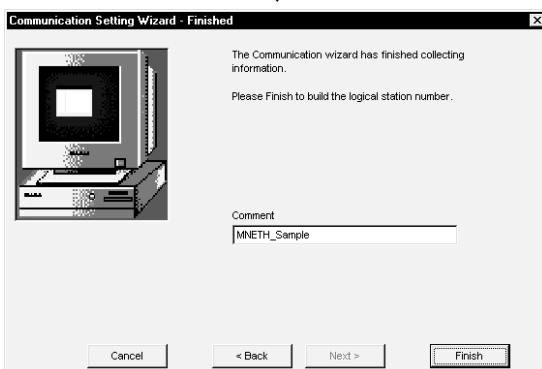 Communication Setting Wizard - Finished
The Communication wizard has finished collecting
information.
Please Finish to build the logical station number.
Comment
MNETH_Sample
Cancel
< Back
Next >
Finish